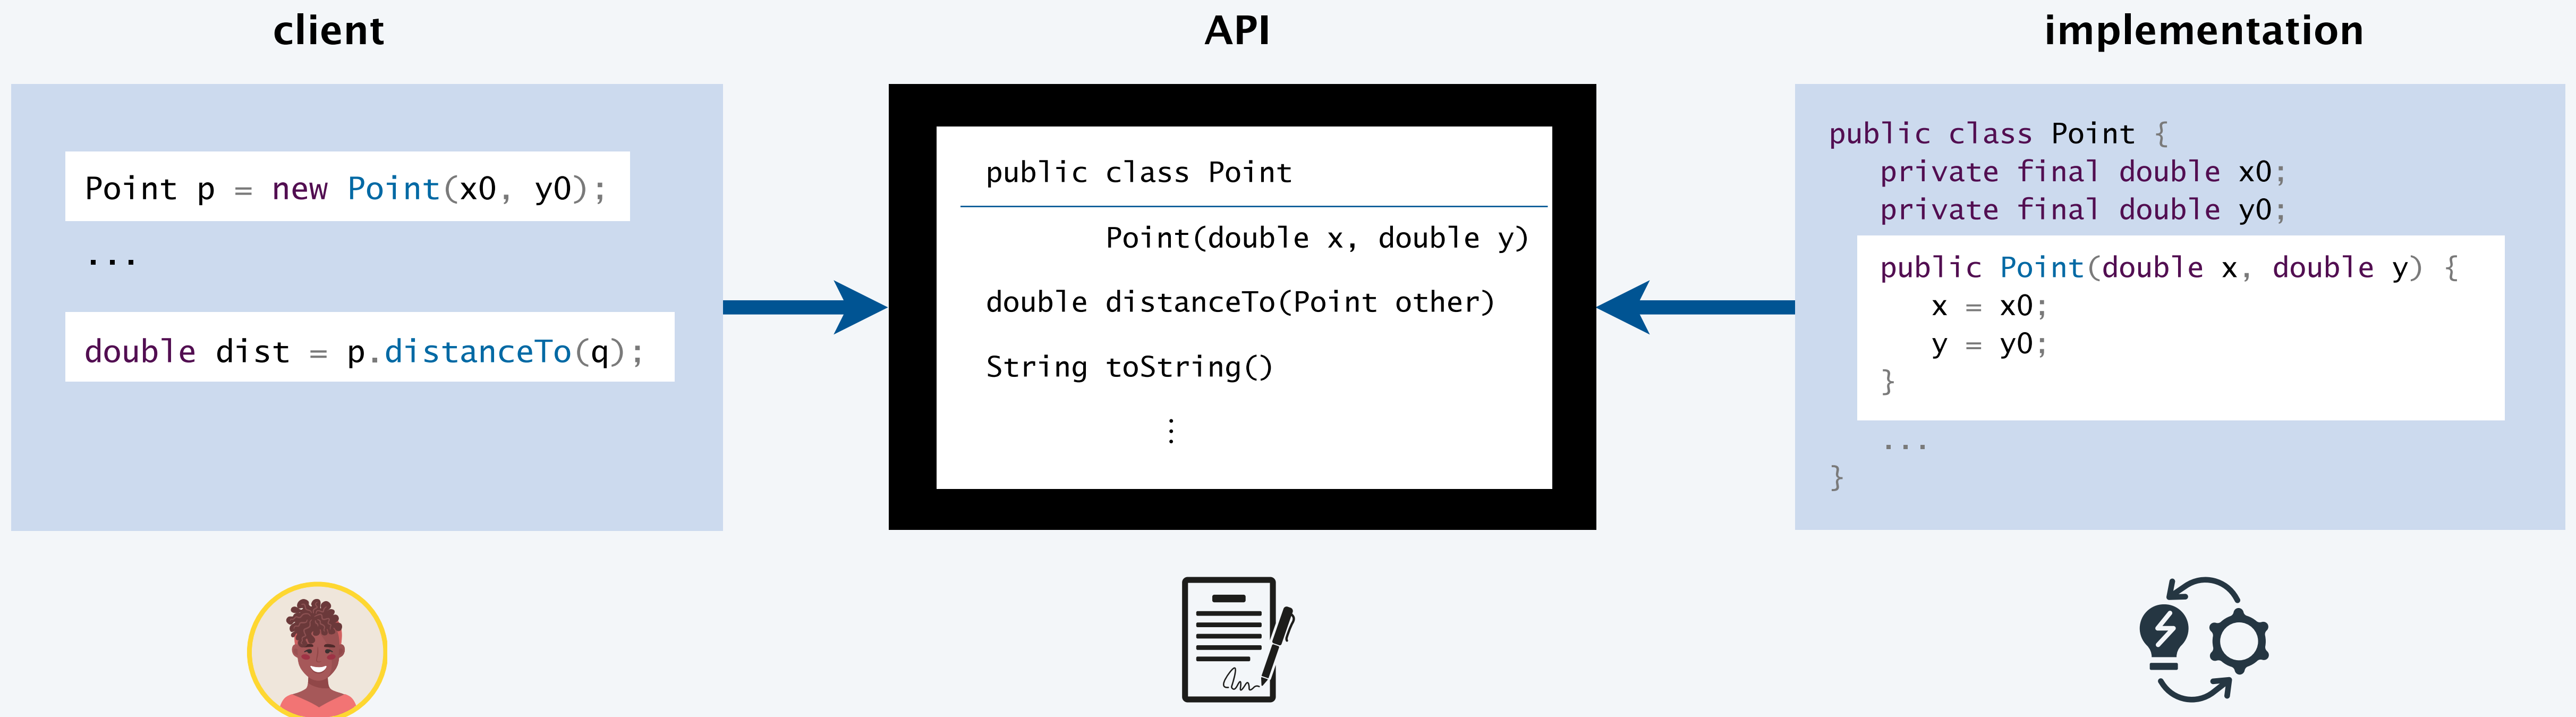 client
Point p = new Point(x0, y0);
...
double dist = p.distanceTo(q);
API
public class Point
Point(double x, double y)
double distanceTo(Point other)
String toString()
⋮
implementation
public class Point {
private final double x0;
private final double y0;
public Point(double x, double y) {
x = x0;
y = y0;
}
...
}